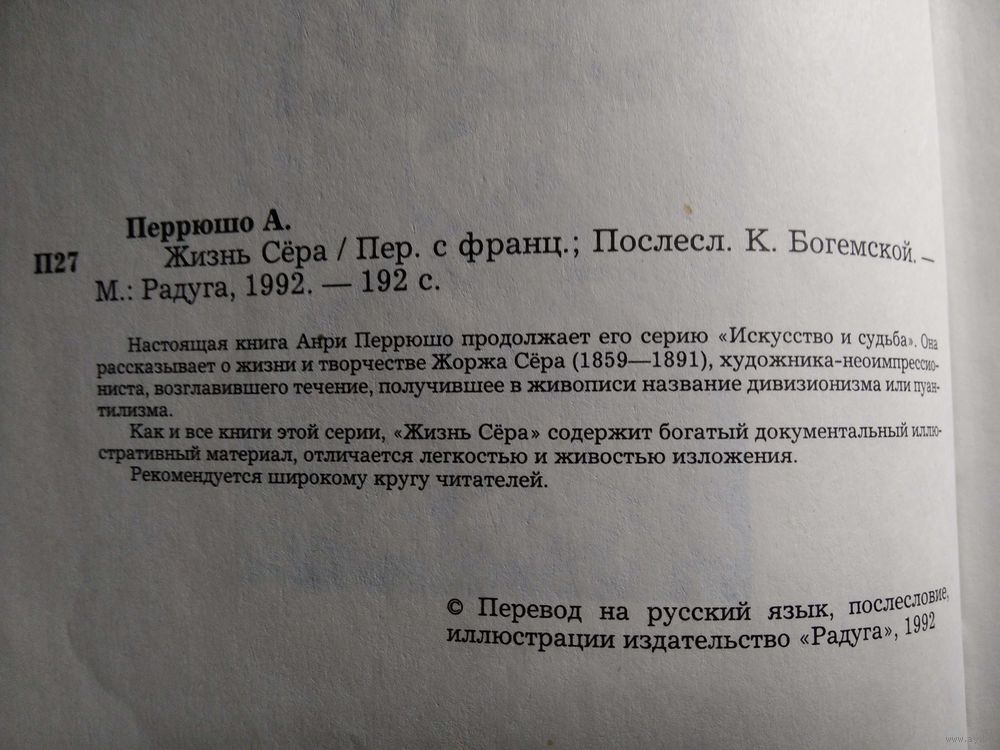 Перрюшо А.
П27 Жизнь Сёра / Пер. с франц.; Послесл. К. Богемской. —
М.: Радуга, 1992. — 192 с.
Настоящая книга Анри Перрюшо продолжает его серию «Искусство и судьба». Она
рассказывает о жизни и творчестве Жоржа Сёра (1859—1891), художника-неоимпрессио-
ниста, возглавившего течение, получившее в живописи название дивизионизма или пуан-
тилизма.
Как и все книги этой серии, «Жизнь Сёра» содержит богатый документальный иллю-
стративный материал, отличается легкостью и живостью изложения.
Рекомендуется широкому кругу читателей.
© Перевод на русский язык, послесловие,
иллюстрации издательство «Радуга», 1992